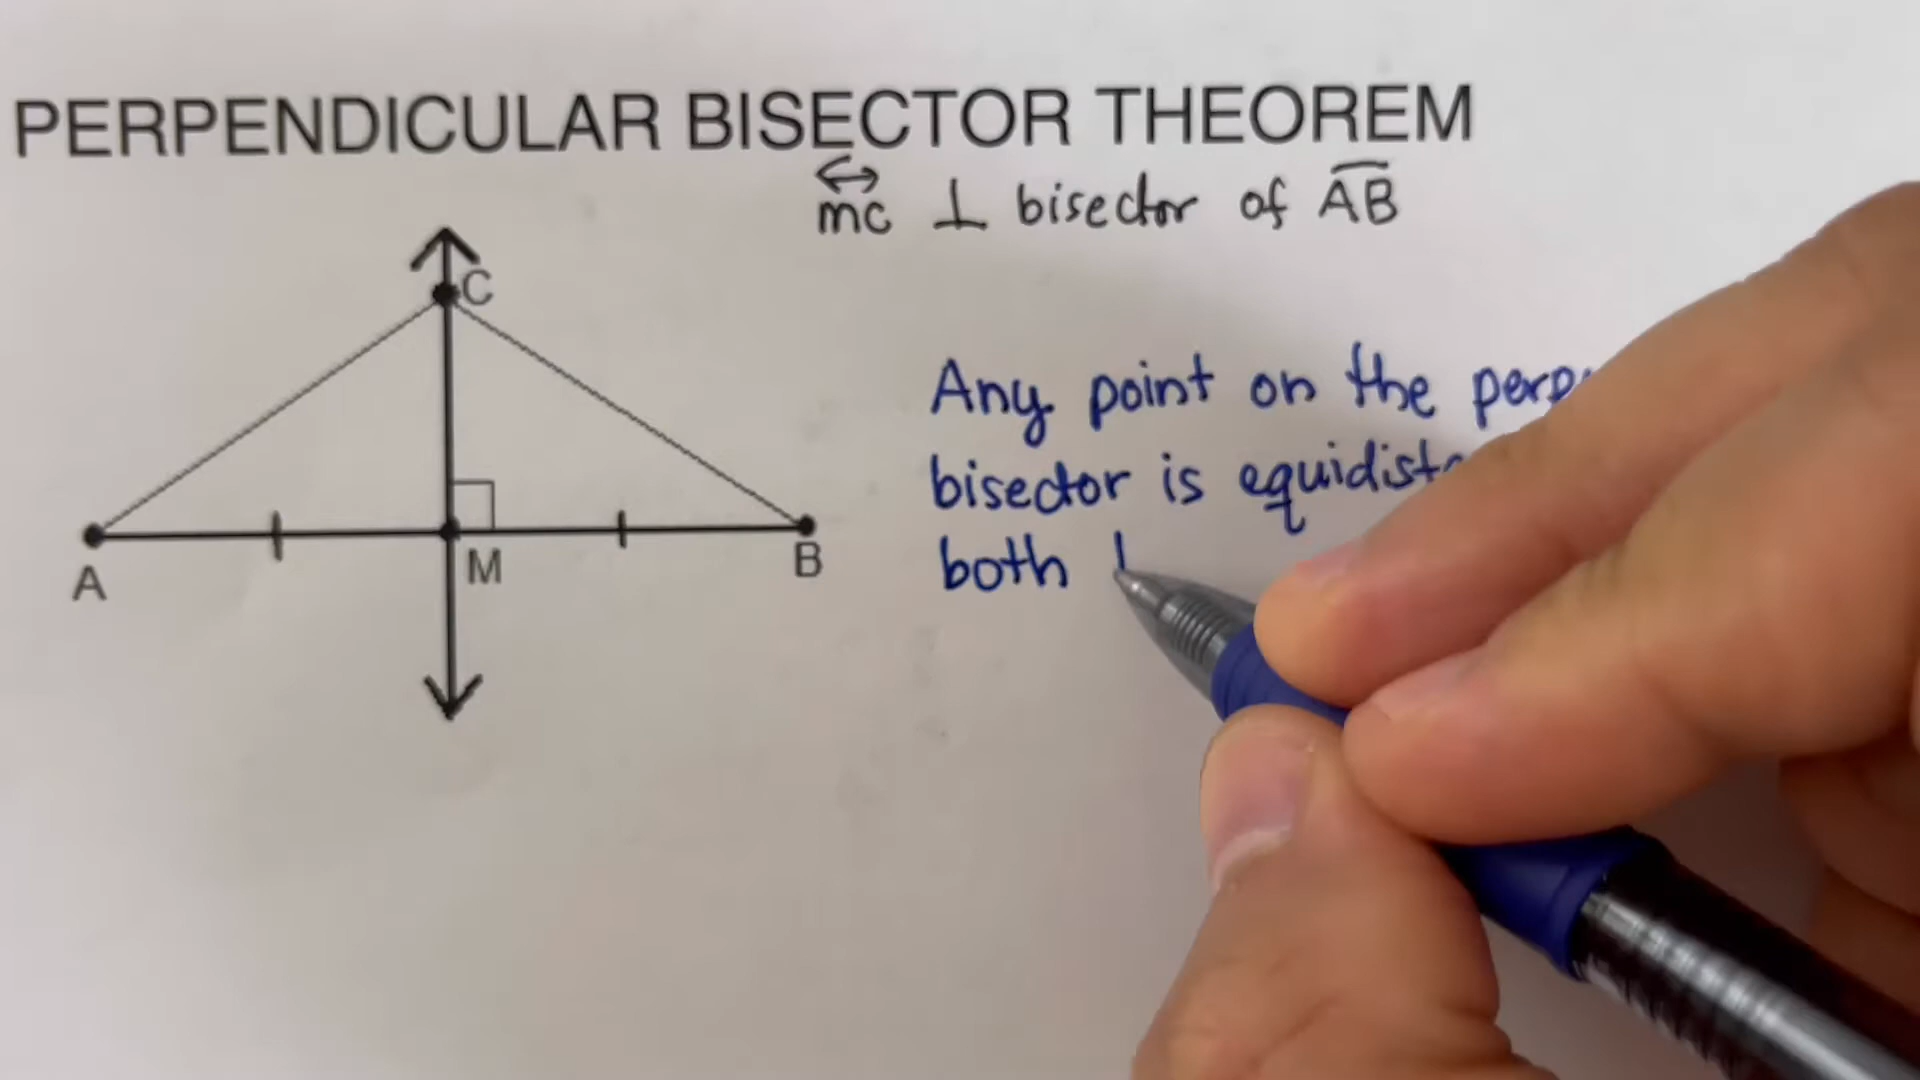 PERPENDICULAR BISECTOR THEOREM
mc ⊥ bisector of AB
C
Any point on the
bisector is
both
A
M
B